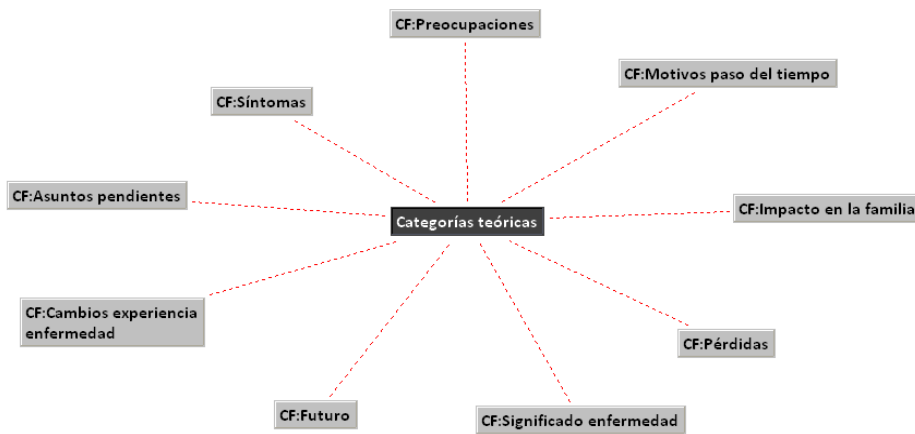 CF:Preocupaciones
CF:Motivos paso del tiempo
CF:Síntomas
CF:Asuntos pendientes
CF:Impacto en la familia
Categorías teóricas
CF:Cambios experiencia
enfermedad
CF:Pérdidas
CF:Futuro
CF:Significado enfermedad